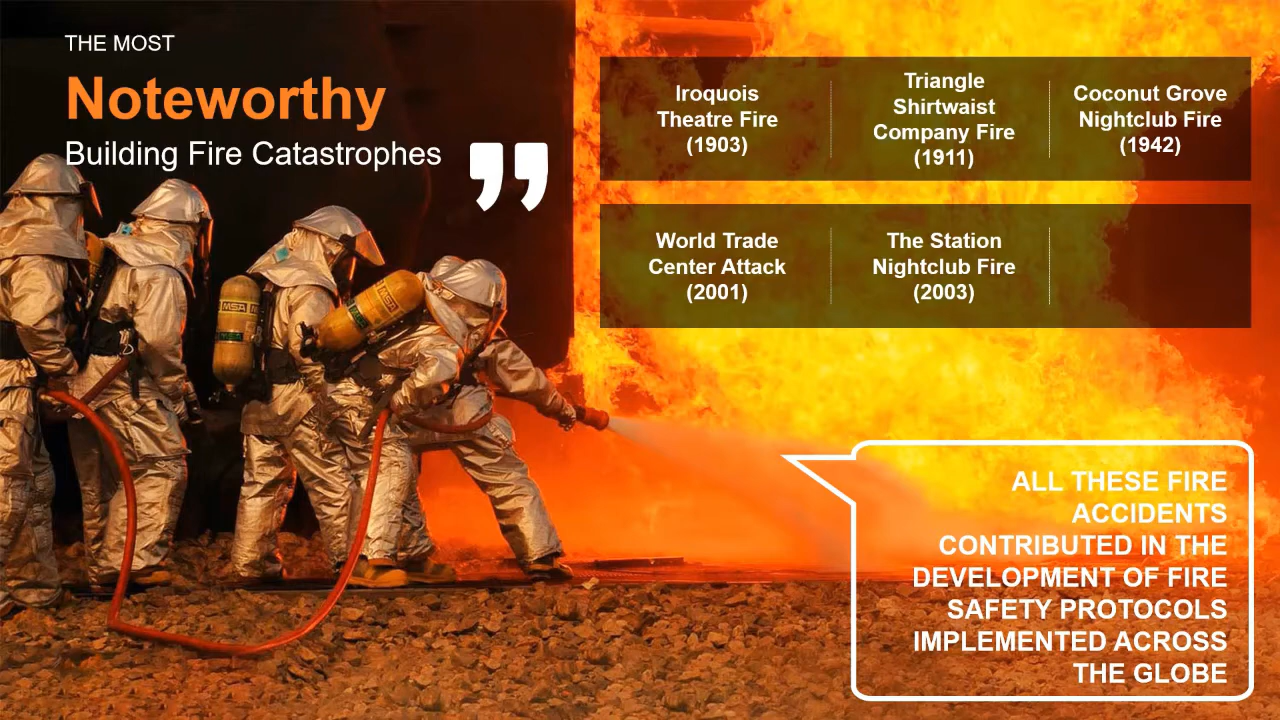 THE MOST
Noteworthy
Building Fire Catastrophes
”
Iroquois
Theatre Fire
(1903)
Triangle
Shirtwaist
Company Fire
(1911)
Coconut Grove
Nightclub Fire
(1942)
World Trade
Center Attack
(2001)
The Station
Nightclub Fire
(2003)
MSA
MSA
ALL THESE FIRE
ACCIDENTS
CONTRIBUTED IN THE
DEVELOPMENT OF FIRE
SAFETY PROTOCOLS
IMPLEMENTED ACROSS
THE GLOBE